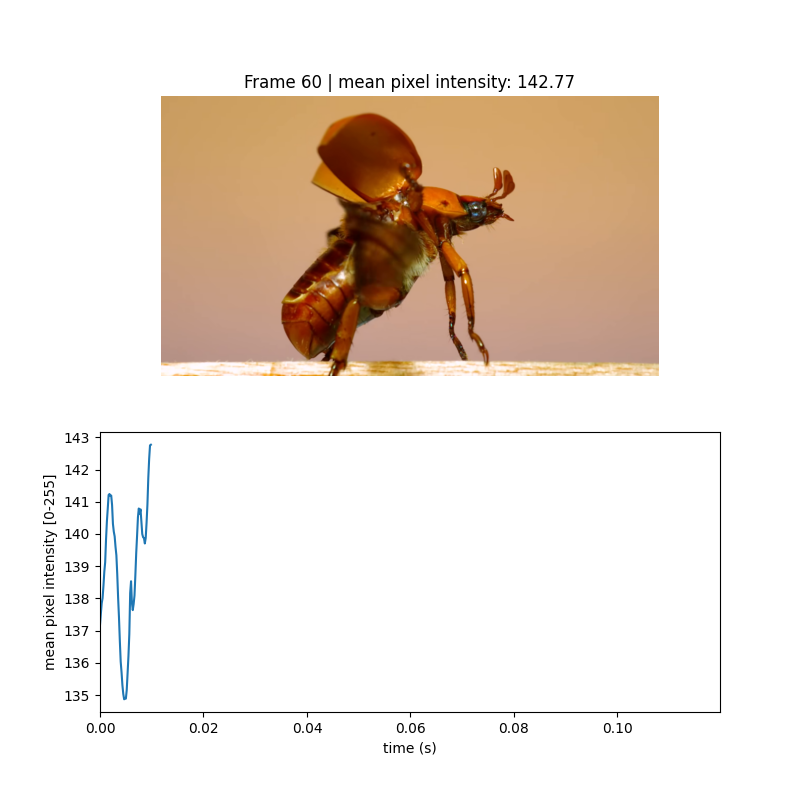 Frame 60 | mean pixel intensity: 142.77
143
142
141
140
139
138
137
136
135
mean pixel intensity [0-255]
0.00 0.02 0.04 0.06 0.08 0.10
time (s)